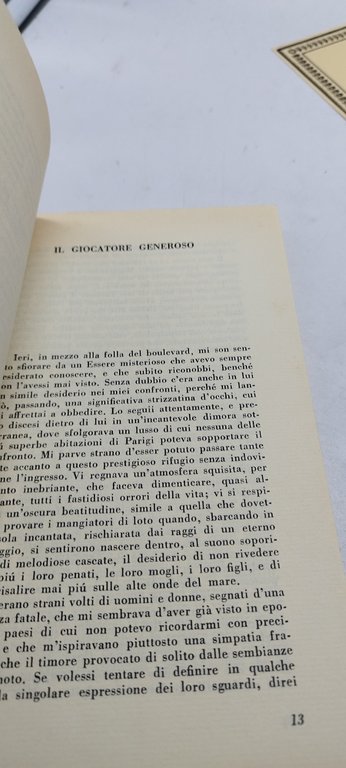 IL GIOCATORE GENEROSO
Ieri, in mezzo alla folla del boulevard, mi son sen-
to sfiorare da un Essere misterioso che avevo sempre
esiderato conoscere, e che subito riconobbi, benché
on l'avessi mai visto. Senza dubbio c'era anche in lui
n simile desiderio nei miei confronti, perché mi lan-
ò, passando, una significativa strizzatina d'occhi, cui
i affrettai a obbedire. Lo seguii attentamente, e pre-
o discesi dietro di lui in un'incantevole dimora sot-
rranea, dove sfolgorava un lusso di cui nessuna delle
ú superbe abitazioni di Parigi poteva sopportare il
nfronto. Mi parve strano d'esser potuto passare tante
te accanto a questo prestigioso rifugio senza indovi-
ne l'ingresso. Vi regnava un'atmosfera squisita, per
nto inebriante, che faceva dimenticare, quasi al-
ante, tutti i fastidiosi orrori della vita; vi si respi-
un'oscura beatitudine, simile a quella che dovet-
provare i mangiatori di loto quando, sbarcando in
sola incantata, rischiarata dai raggi di un eterno
ggio, si sentirono nascere dentro, al suono sopori-
di melodiose cascate, il desiderio di non rivedere
piú i loro penati, le loro mogli, i loro figli, e di
risalire mai piú sulle alte onde del mare.
erano strani volti di uomini e donne, segnati d'una
za fatale, che mi sembrava d'aver già visto in epo-
paesi di cui non potevo ricordarmi con preci-
e che m'ispiravano piuttosto una simpatia fra-
che il timore provocato di solito dalle sembianze
noto. Se volessi tentare di definire in qualche
la singolare espressione dei loro sguardi, direi
13